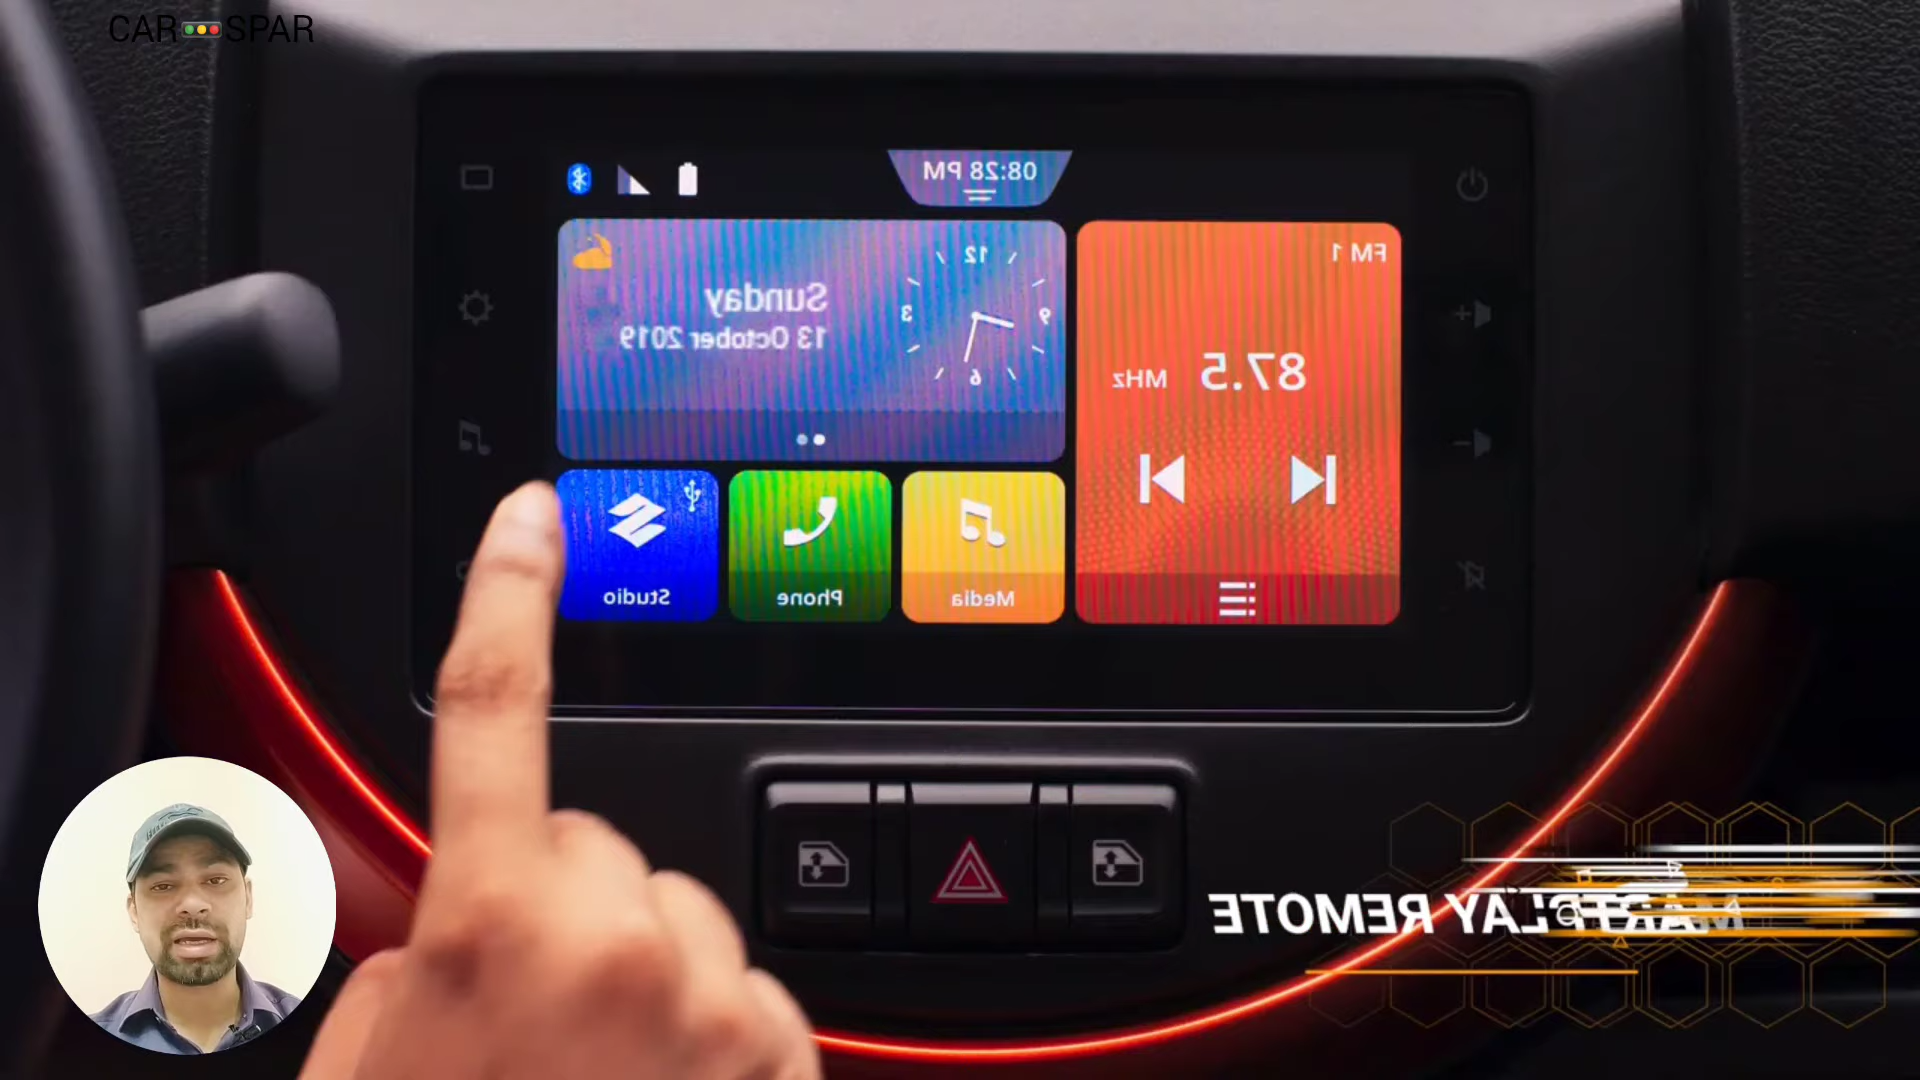 CAR SPAR
08:28 PM
FM 1
87.5 MHz
12
9
3
6
Sunday
13 October 2019
Media
Phone
Studio
PLAY REMOTE